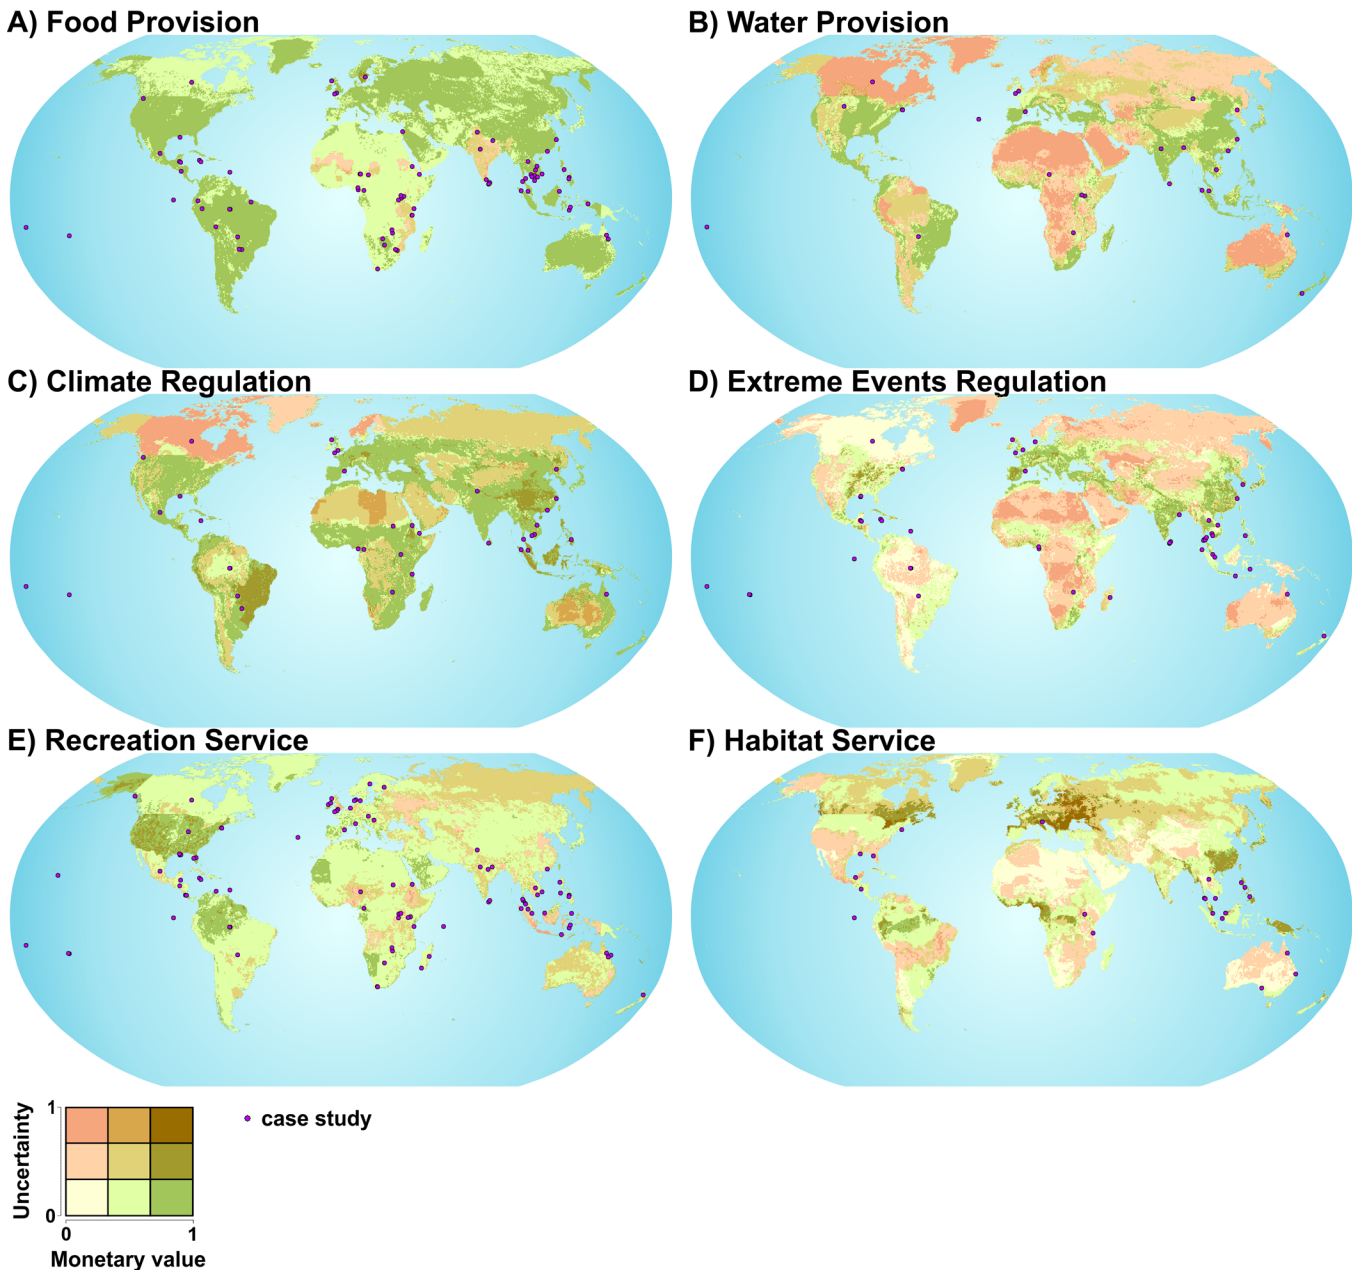 A) Food Provision
B) Water Provision
C) Climate Regulation
D) Extreme Events Regulation
E) Recreation Service
F) Habitat Service
Uncertainty
1
0
0
1
Monetary value
case study